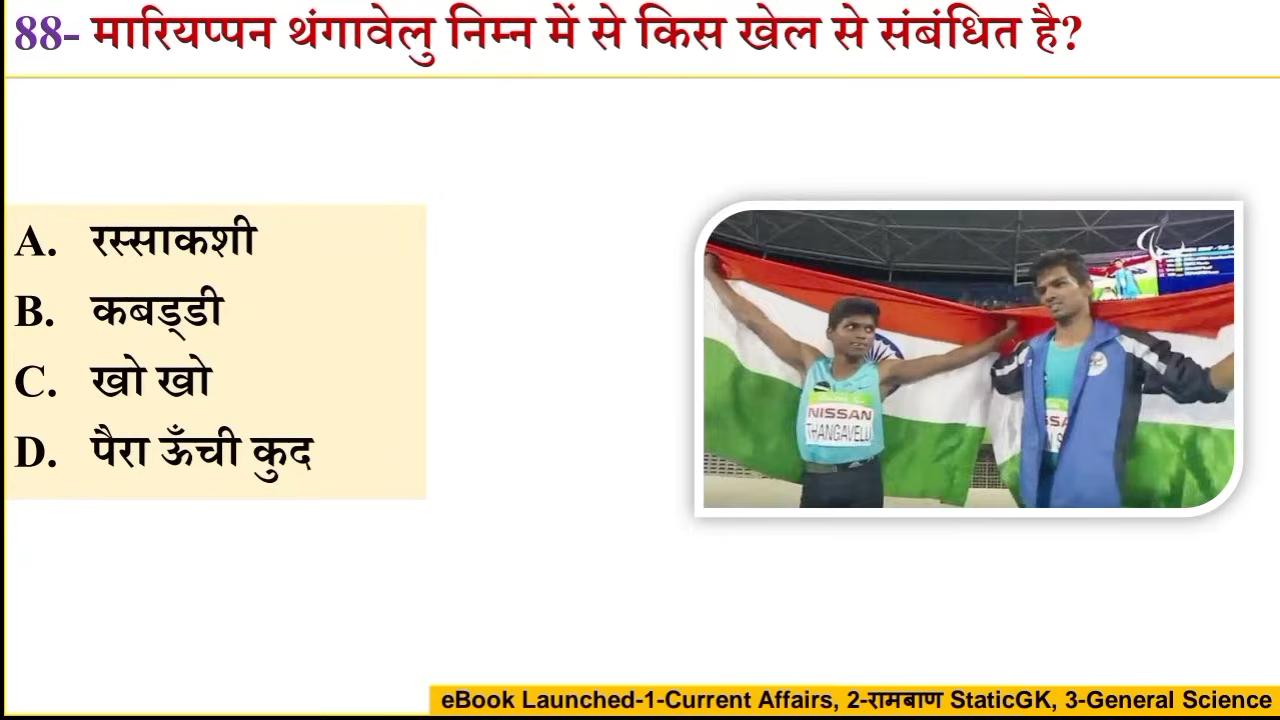 88- मारियप्पन थंगावेलु निम्न में से किस खेल से संबंधित है?
A. रस्साकशी
B. कबड्डी
C. खो खो
D. पैरा ऊँची कुद
NISSAN
THANGAVELU
eBook Launched-1-Current Affairs, 2-रामबाण StaticGK, 3-General Science